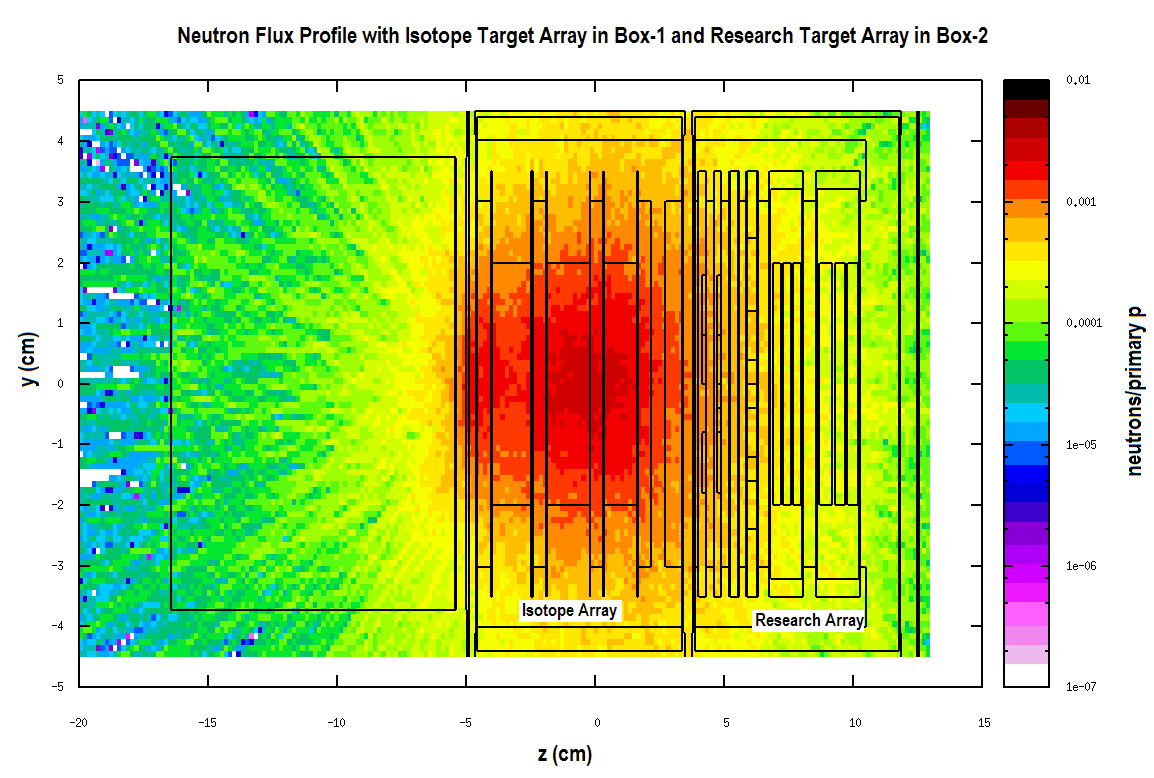 Neutron Flux Profile with Isotope Target Array in Box-1 and Research Target Array in Box-2
5
4
3
2
1
0
-1
-2
-3
-4
-5
y (cm)
Isotope Array
Research Array
-20
-15
-10
-5
0
5
10
15
z (cm)
0.01
0.001
0.0001
1e-05
1e-06
1e-07
neutrons/primary p